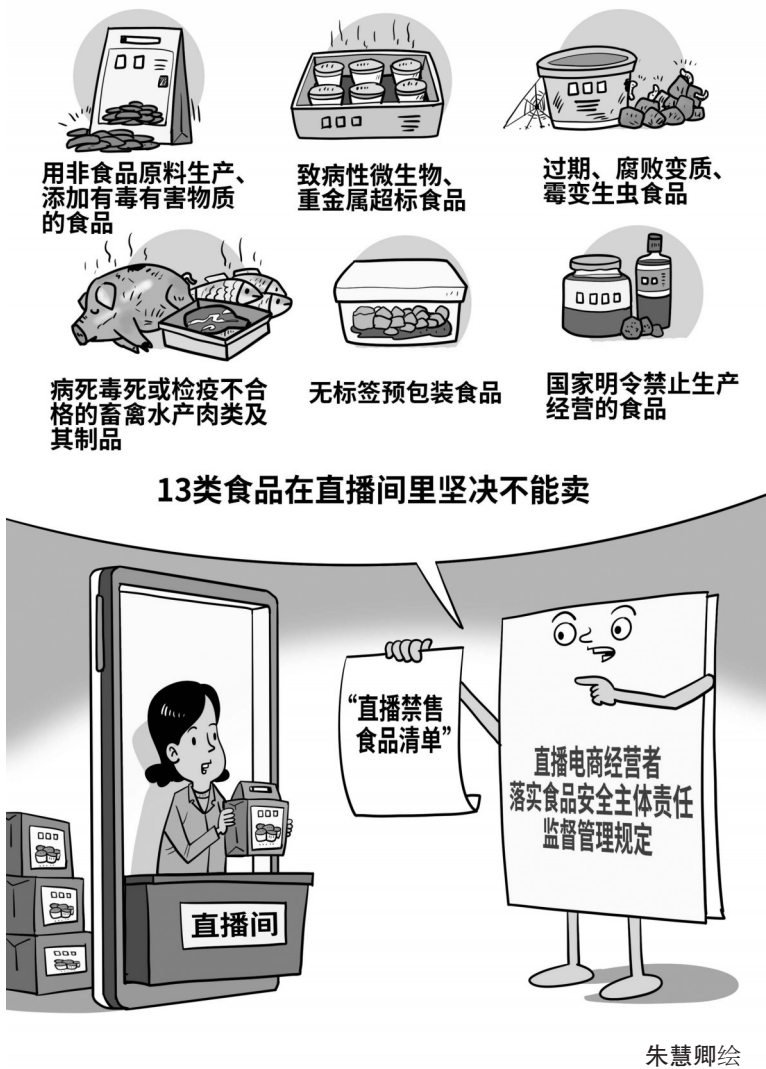 用非食品原料生产、
添加有毒有害物质
的食品
致病性微生物、
重金属超标食品
过期、腐败变质、
霉变生虫食品
病死毒死或检疫不合
格的畜禽水产肉类及
其制品
无标签预包装食品
国家明令禁止生产
经营的食品
13类食品在直播间里坚决不能卖
“直播禁售
食品清单”
直播电商经营者
落实食品安全主体责任
监督管理规定
直播间
朱慧卿绘